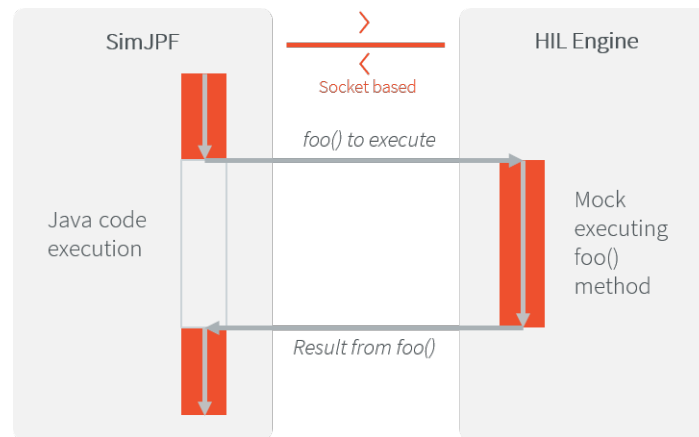 SimJPF
HIL Engine
Socket based
foo() to execute
Java code
execution
Mock
executing
foo()
method
Result from foo()